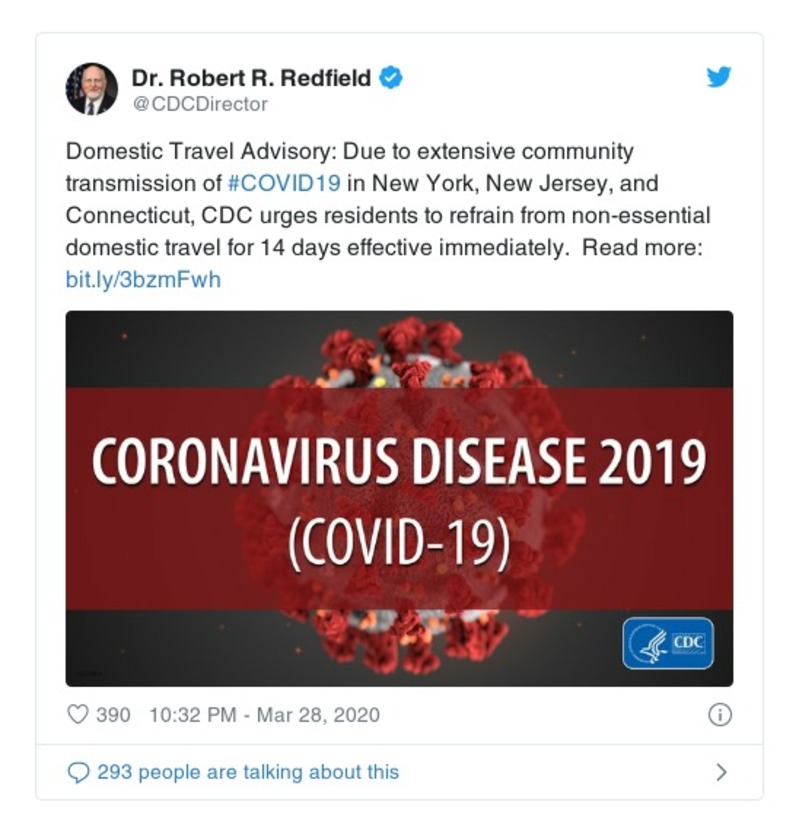 Dr. Robert R. Redfield
@CDCDirector
Domestic Travel Advisory: Due to extensive community
transmission of #COVID19 in New York, New Jersey, and
Connecticut, CDC urges residents to refrain from non-essential
domestic travel for 14 days effective immediately.  Read more:
bit.ly/3bzmFwh
CORONAVIRUS DISEASE 2019
(COVID-19)
CDC
390 10:32 PM - Mar 28, 2020
293 people are talking about this